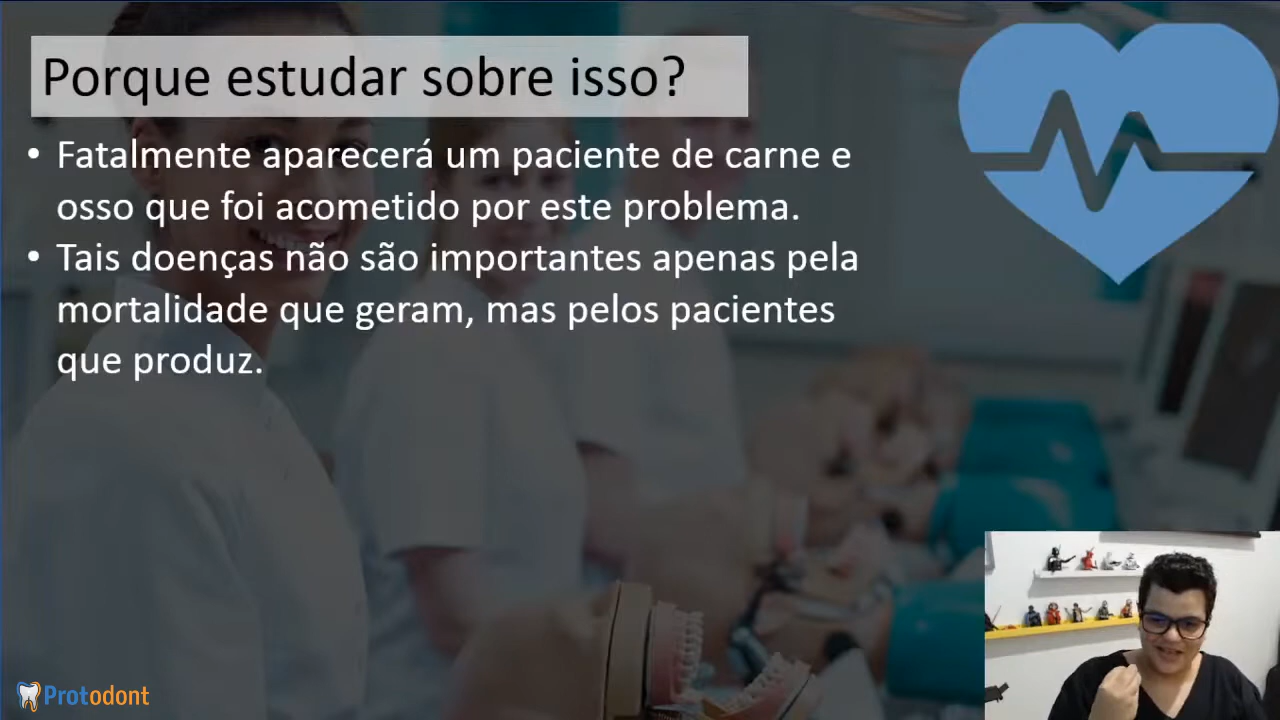 Porque estudar sobre isso?
• Fatalmente aparecerá um paciente de carne e
osso que foi acometido por este problema.
• Tais doenças não são importantes apenas pela
mortalidade que geram, mas pelos pacientes
que produz.
Protodont